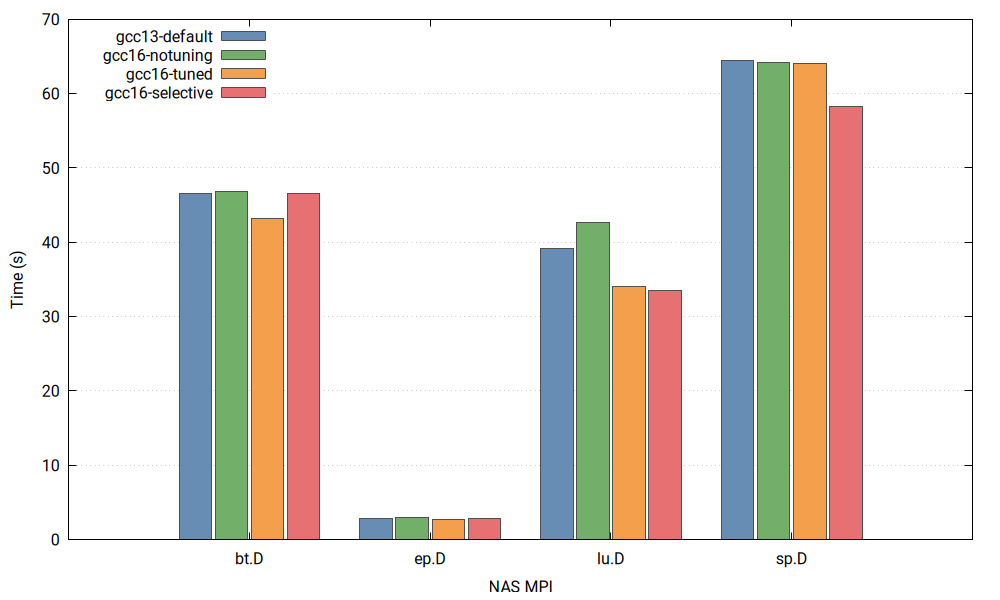 70
60
50
40
30
20
10
0
Time (s)
gcc13-default
gcc16-notuning
gcc16-tuned
gcc16-selective
bt.D
ep.D
lu.D
sp.D
NAS MPI